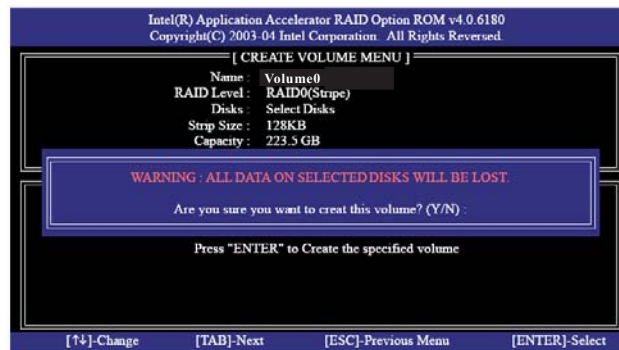 Intel(R) Application Accelerator RAID Option ROM v4.0.6180
Copyright(C) 2003-04 Intel Corporation. All Rights Reversed.
[ CREATE VOLUME MENU ]
Name : Volume0
RAID Level : RAID0(Stripe)
Disks : Select Disks
Strip Size : 128KB
Capacity : 223.5 GB
WARNING : ALL DATA ON SELECTED DISKS WILL BE LOST.
Are you sure you want to creat this volume? (Y/N) :
Press "ENTER" to Create the specified volume
[↑↓]-Change [TAB]-Next [ESC]-Previous Menu [ENTER]-Select